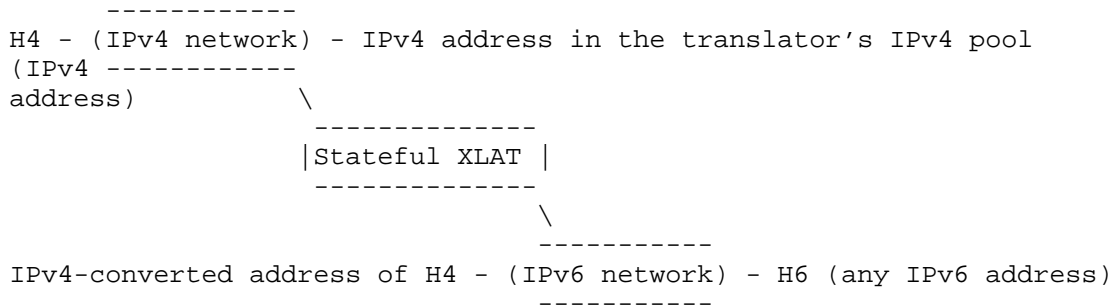 ------------
H4 - (IPv4 network) - IPv4 address in the translator's IPv4 pool
(IPv4 ------------
address)            \
--------------
|Stateful XLAT |
--------------
\
-----------
IPv4-converted address of H4 - (IPv6 network) - H6 (any IPv6 address)
-----------